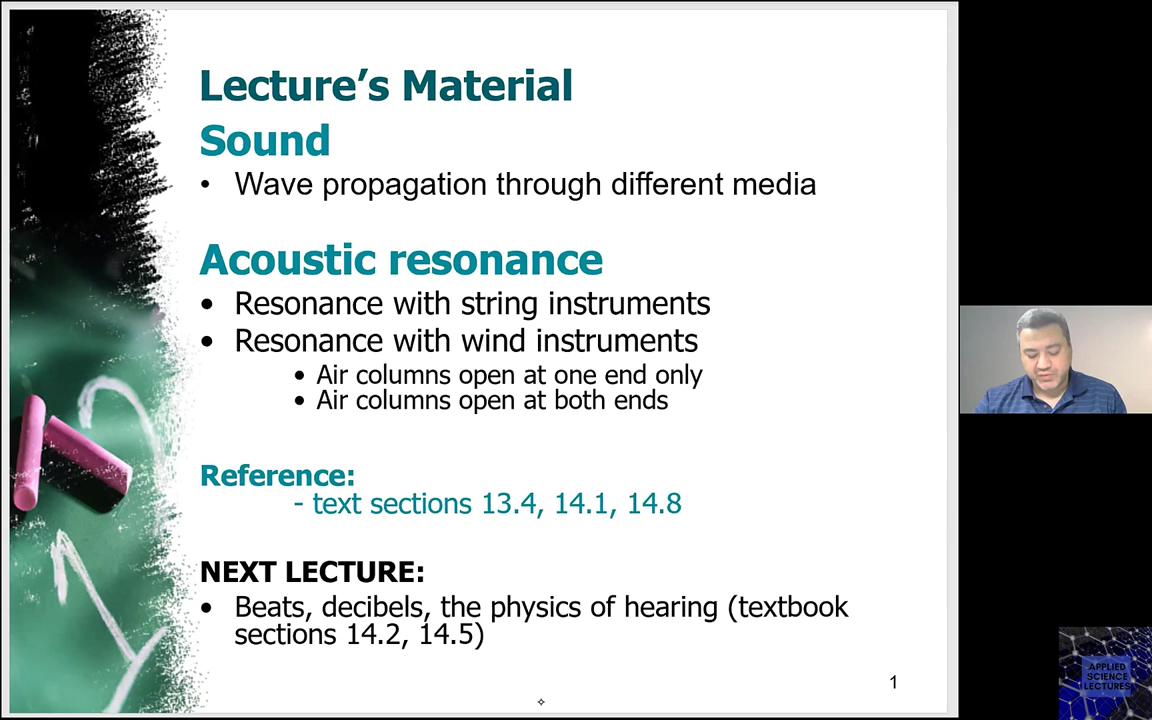 Lecture’s Material
Sound
• Wave propagation through different media
Acoustic resonance
• Resonance with string instruments
• Resonance with wind instruments
• Air columns open at one end only
• Air columns open at both ends
Reference:
- text sections 13.4, 14.1, 14.8
NEXT LECTURE:
• Beats, decibels, the physics of hearing (textbook
sections 14.2, 14.5)
1
APPLIED
SCIENCE
LECTURES